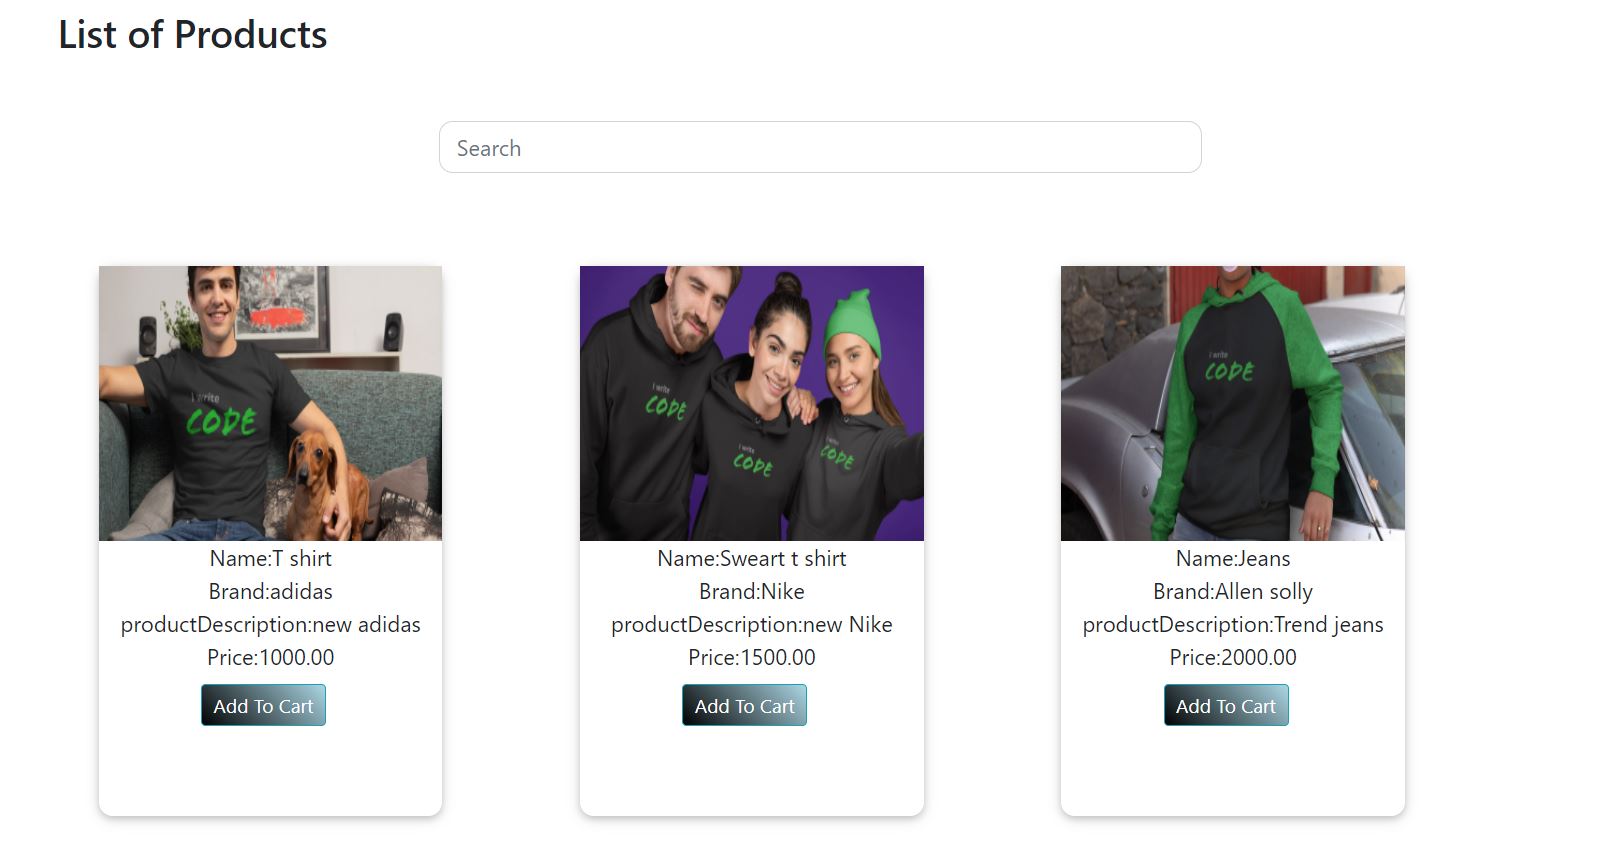 List of Products
Search
I write
CODE
I write
CODE
I write
CODE
I write
CODE
I write
CODE
Name:T shirt
Brand:adidas
productDescription:new adidas
Price:1000.00
Add To Cart
Name:Sweart t shirt
Brand:Nike
productDescription:new Nike
Price:1500.00
Add To Cart
Name:Jeans
Brand:Allen solly
productDescription:Trend jeans
Price:2000.00
Add To Cart